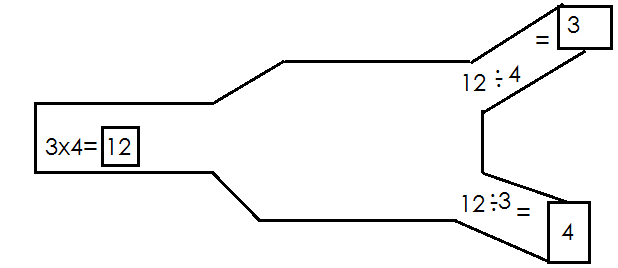 12 ÷ 4 = 3
3x4= 12
12 ÷3 = 4